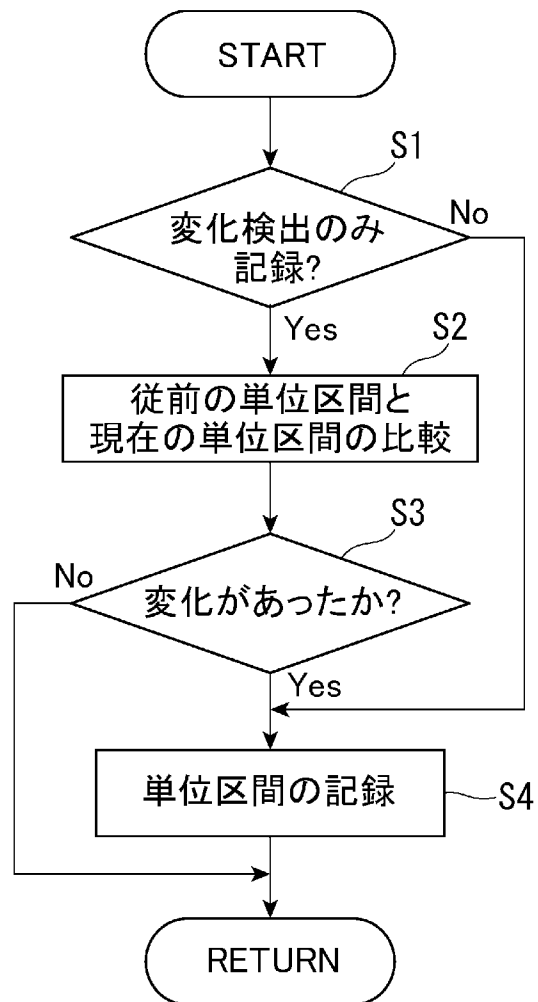 START
S1
変化検出のみ
記録?
No
Yes
S2
従前の単位区間と
現在の単位区間の比較
S3
No
変化があったか?
Yes
単位区間の記録
S4
RETURN